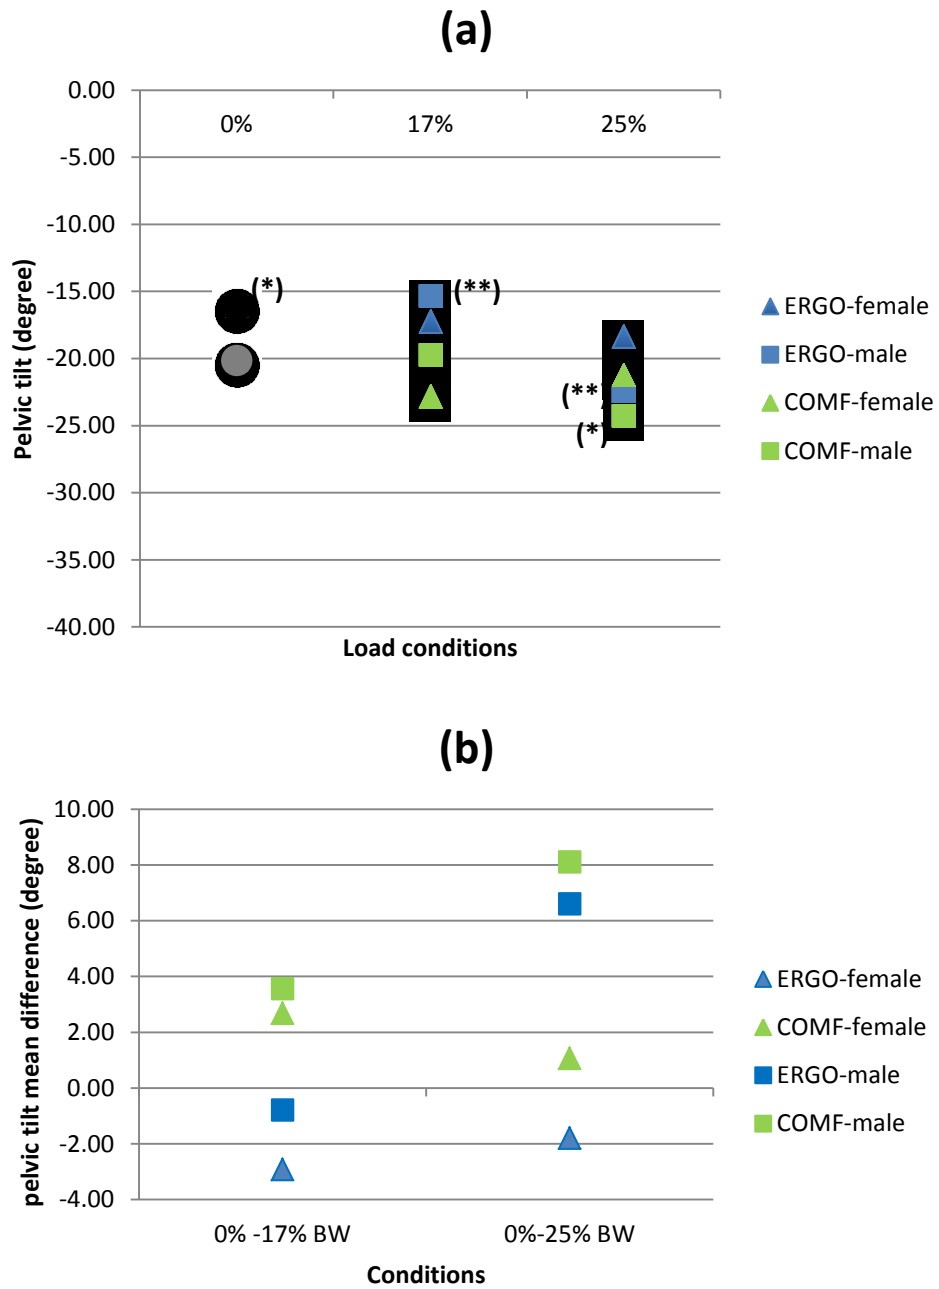 (a)
0.00
0%
17%
25%
-5.00
-10.00
-15.00
(*)
(**)
-20.00
(**)
-25.00
(*)
-30.00
-35.00
-40.00
Pelvic tilt (degree)
Load conditions
ERGO-female
ERGO-male
COMF-female
COMF-male
(b)
10.00
8.00
6.00
4.00
2.00
0.00
-2.00
-4.00
pelvic tilt mean difference (degree)
0% -17% BW
0%-25% BW
Conditions
ERGO-female
COMF-female
ERGO-male
COMF-male